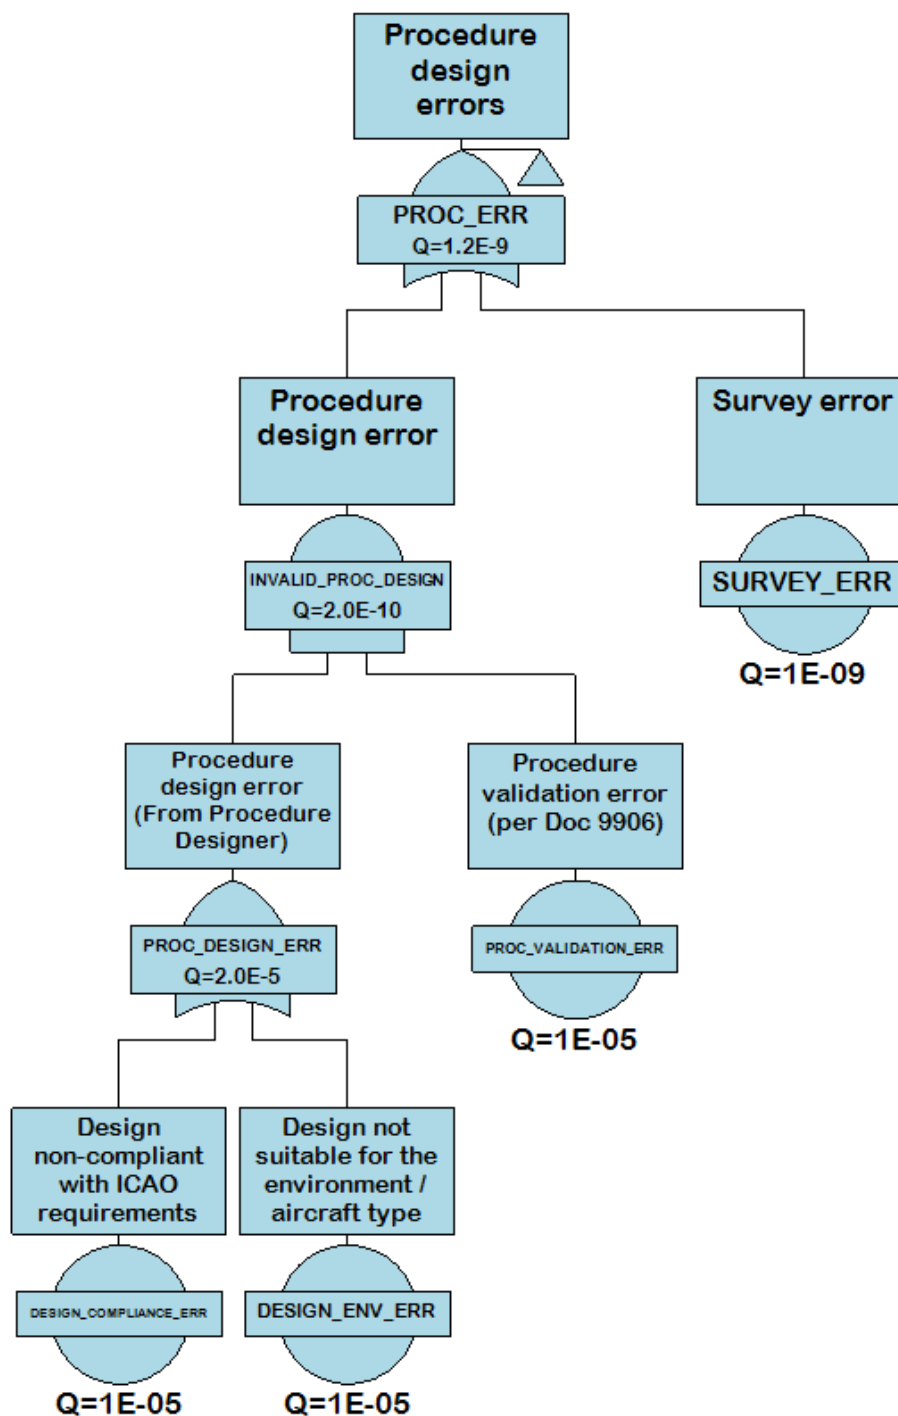 Procedure
design
errors
PROC_ERR
Q=1.2E-9
Procedure
design error
Survey error
INVALID_PROC_DESIGN
Q=2.0E-10
SURVEY_ERR
Q=1E-09
Procedure
design error
(From Procedure
Designer)
Procedure
validation error
(per Doc 9906)
PROC_DESIGN_ERR
Q=2.0E-5
PROC_VALIDATION_ERR
Q=1E-05
Design
non-compliant
with ICAO
requirements
Design not
suitable for the
environment /
aircraft type
DESIGN_COMPLIANCE_ERR
DESIGN_ENV_ERR
Q=1E-05
Q=1E-05